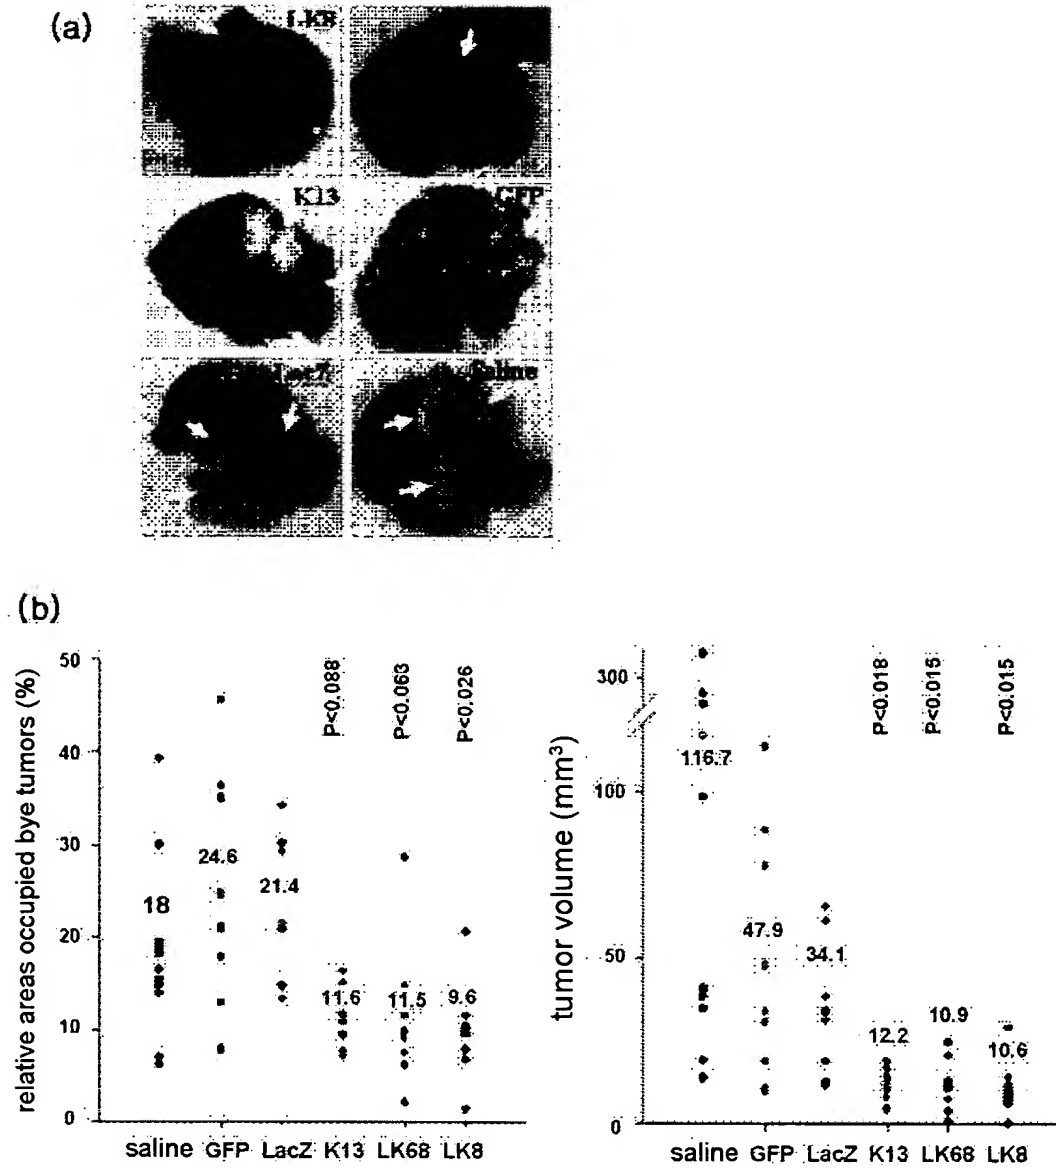 (a)
LK8
K13
GFP
LacZ
Saline
(b)
relative areas occupied bye tumors (%)
50
40
30
20
10
0
P<0.088
P<0.063
P<0.026
18
24.6
21.4
11.6
11.5
9.6
saline GFP LacZ K13 LK68 LK8
tumor volume (mm³)
300
100
50
0
P<0.018
P<0.015
P<0.015
116.7
47.9
34.1
12.2
10.9
10.6
saline GFP LacZ K13 LK68 LK8